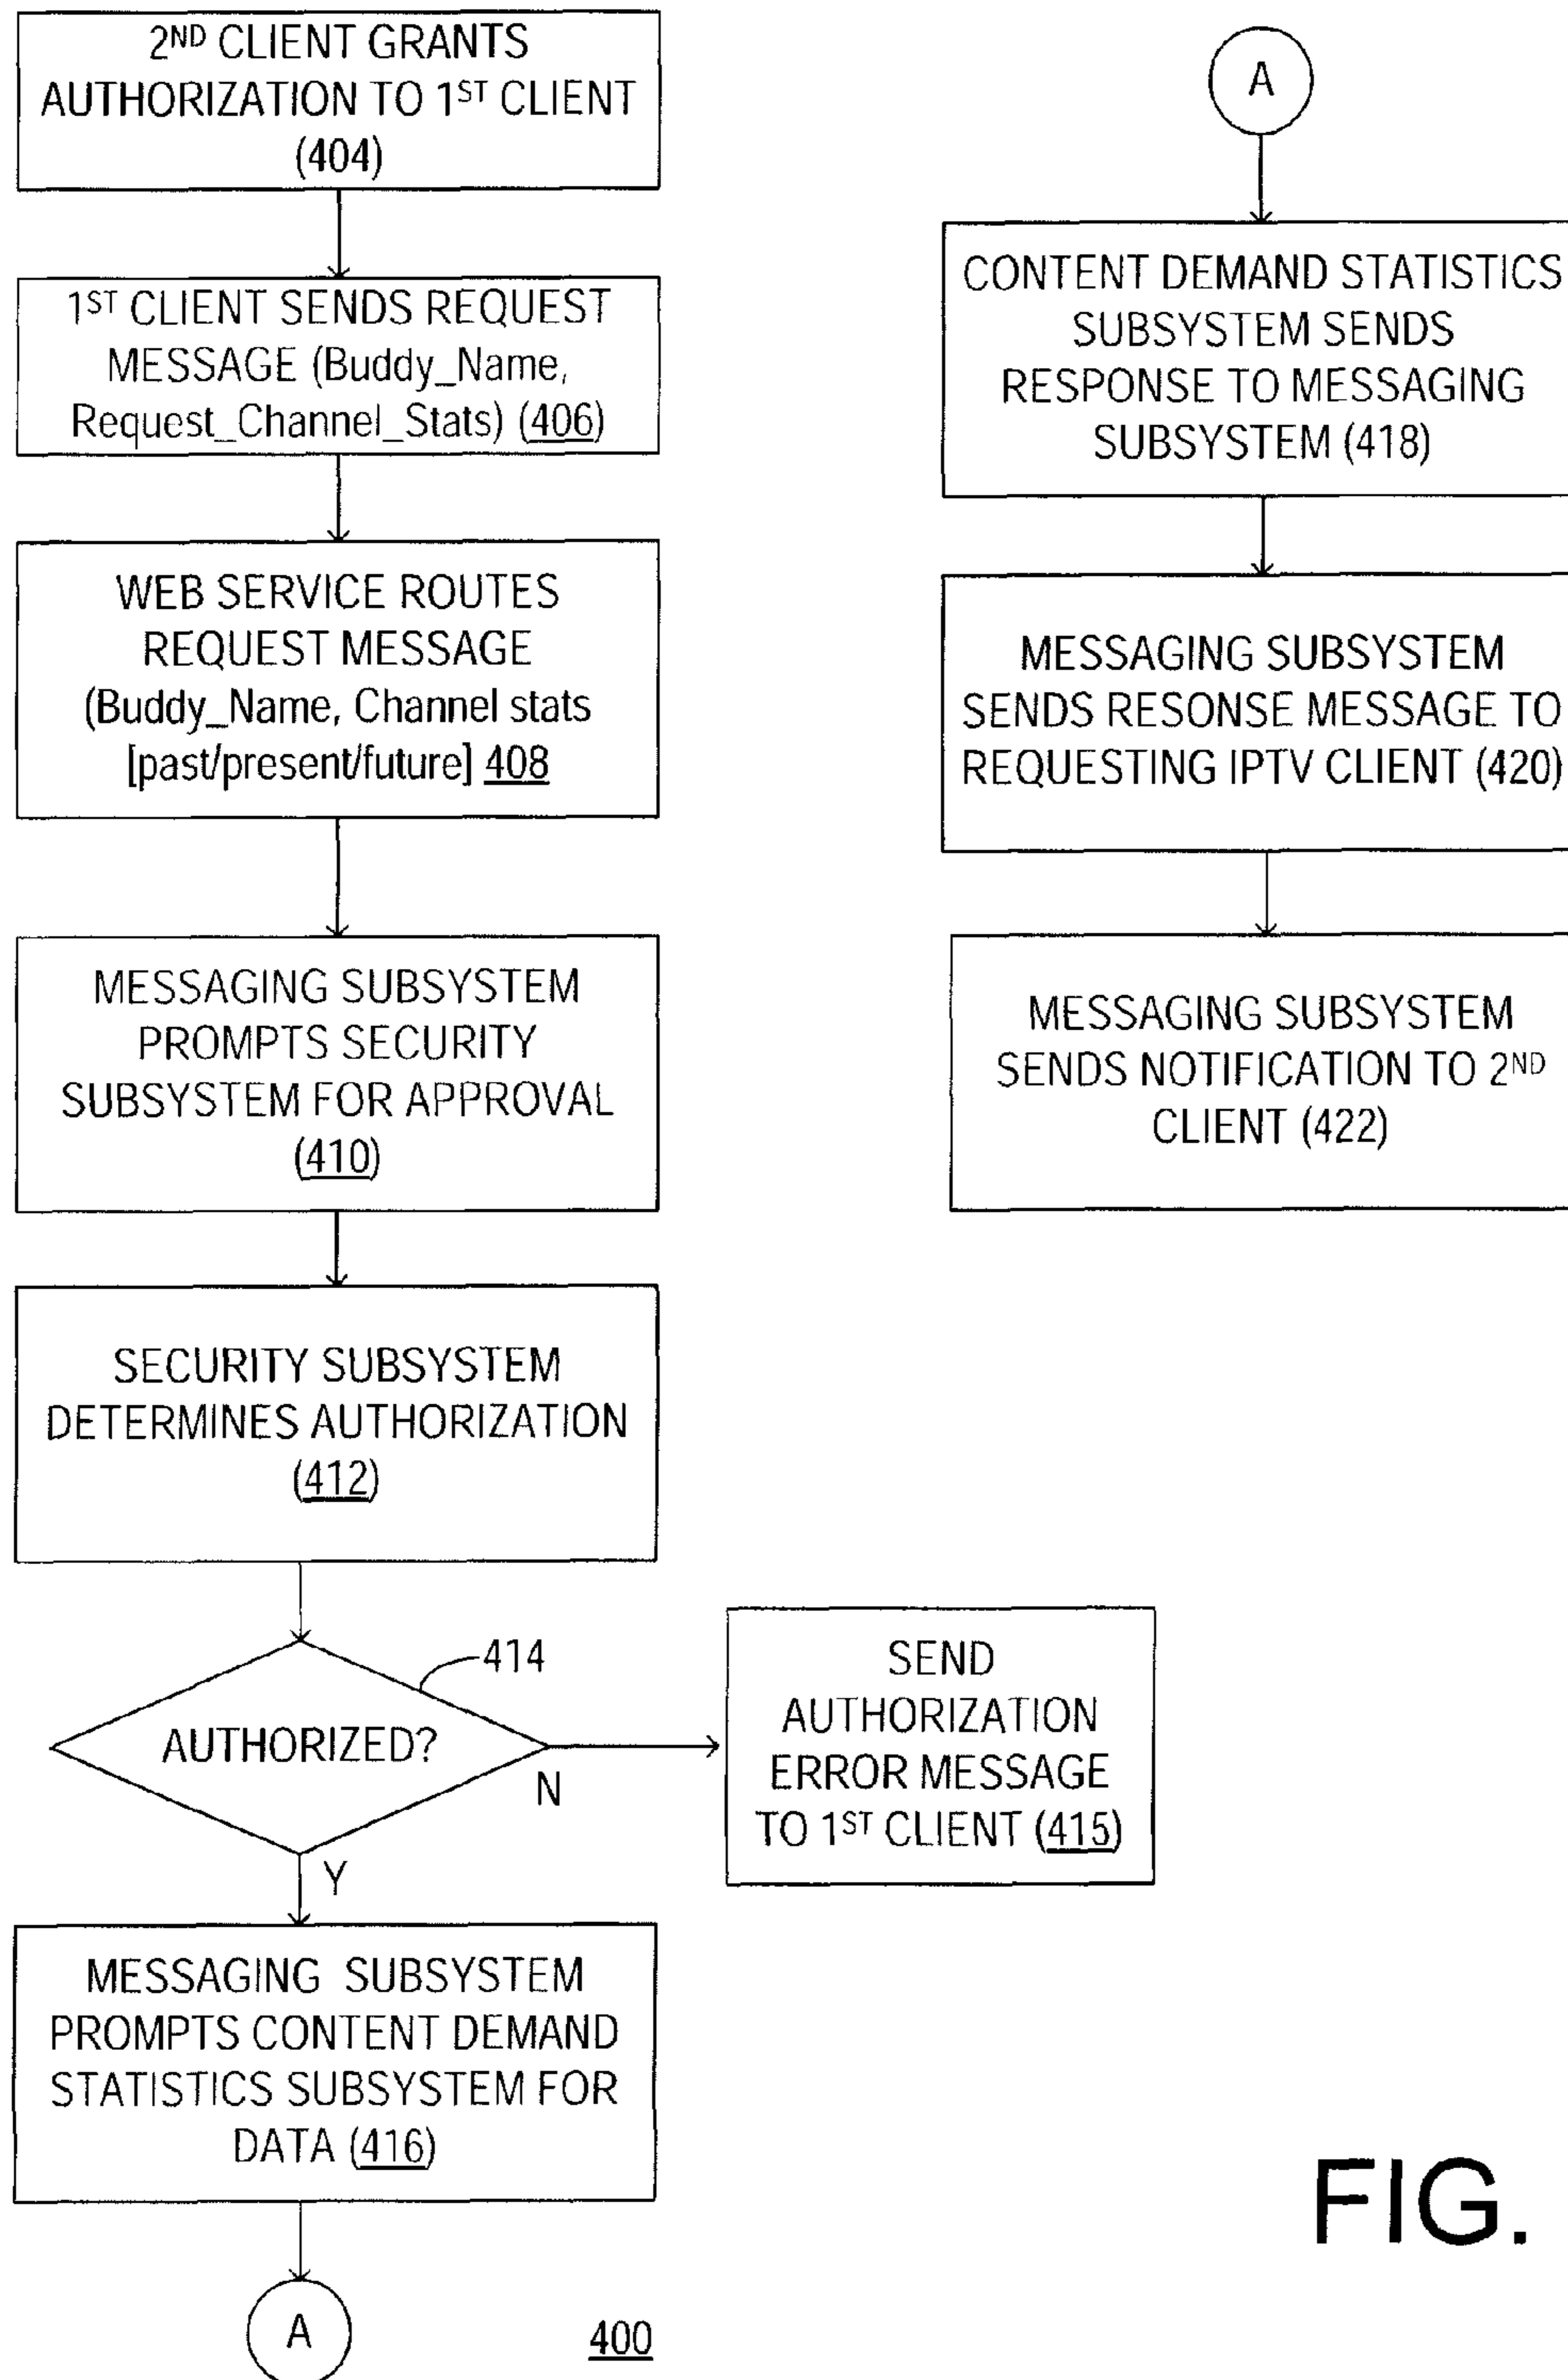 2ND CLIENT GRANTS
AUTHORIZATION TO 1ST CLIENT
(404)
1ST CLIENT SENDS REQUEST
MESSAGE (Buddy_Name,
Request_Channel_Stats) (406)
WEB SERVICE ROUTES
REQUEST MESSAGE
(Buddy_Name, Channel stats
[past/present/future] 408
MESSAGING SUBSYSTEM
PROMPTS SECURITY
SUBSYSTEM FOR APPROVAL
(410)
SECURITY SUBSYSTEM
DETERMINES AUTHORIZATION
(412)
414
AUTHORIZED?
N
Y
SEND
AUTHORIZATION
ERROR MESSAGE
TO 1ST CLIENT (415)
MESSAGING SUBSYSTEM
PROMPTS CONTENT DEMAND
STATISTICS SUBSYSTEM FOR
DATA (416)
A
400
A
CONTENT DEMAND STATISTICS
SUBSYSTEM SENDS
RESPONSE TO MESSAGING
SUBSYSTEM (418)
MESSAGING SUBSYSTEM
SENDS RESONSE MESSAGE TO
REQUESTING IPTV CLIENT (420)
MESSAGING SUBSYSTEM
SENDS NOTIFICATION TO 2ND
CLIENT (422)
FIG.